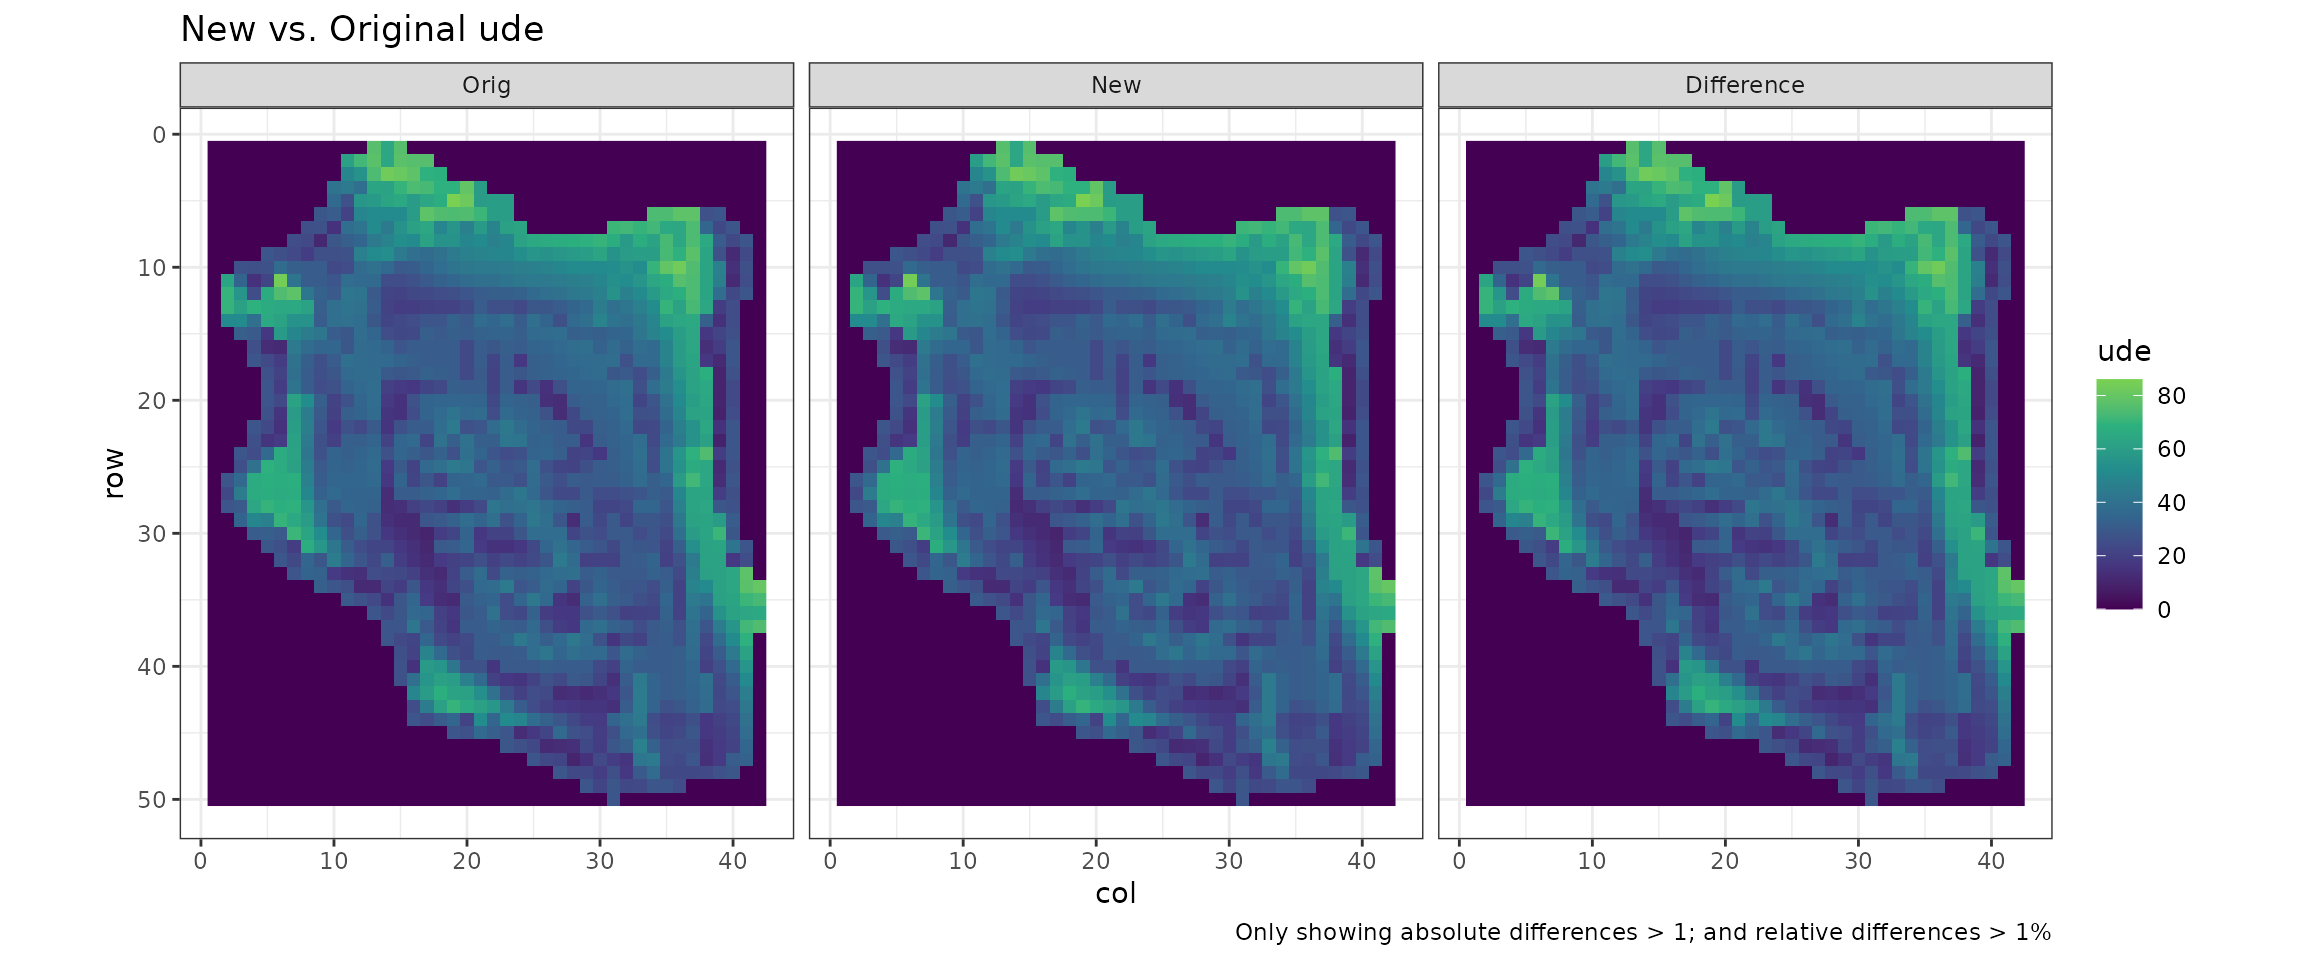 New vs. Original ude
Orig
New
Difference
0
10
20
30
40
50
row
0 10 20 30 40
0 10 20 30 40
0 10 20 30 40
col
ude
80
60
40
20
0
Only showing absolute differences > 1; and relative differences > 1%